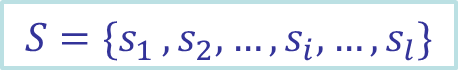 S = {s₁ , s₂, …, sᵢ, …, sₗ}